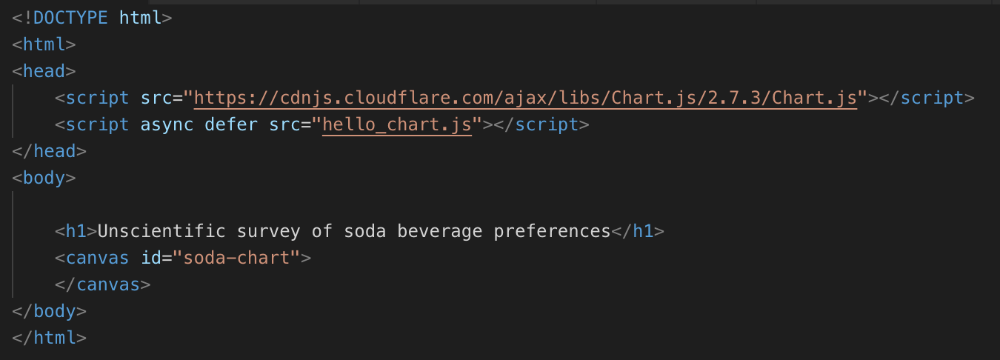 <!DOCTYPE html>
<html>
<head>
    <script src="https://cdnjs.cloudflare.com/ajax/libs/Chart.js/2.7.3/Chart.js"></script>
    <script async defer src="hello_chart.js"></script>
</head>
<body>

    <h1>Unscientific survey of soda beverage preferences</h1>
    <canvas id="soda-chart">
    </canvas>
</body>
</html>